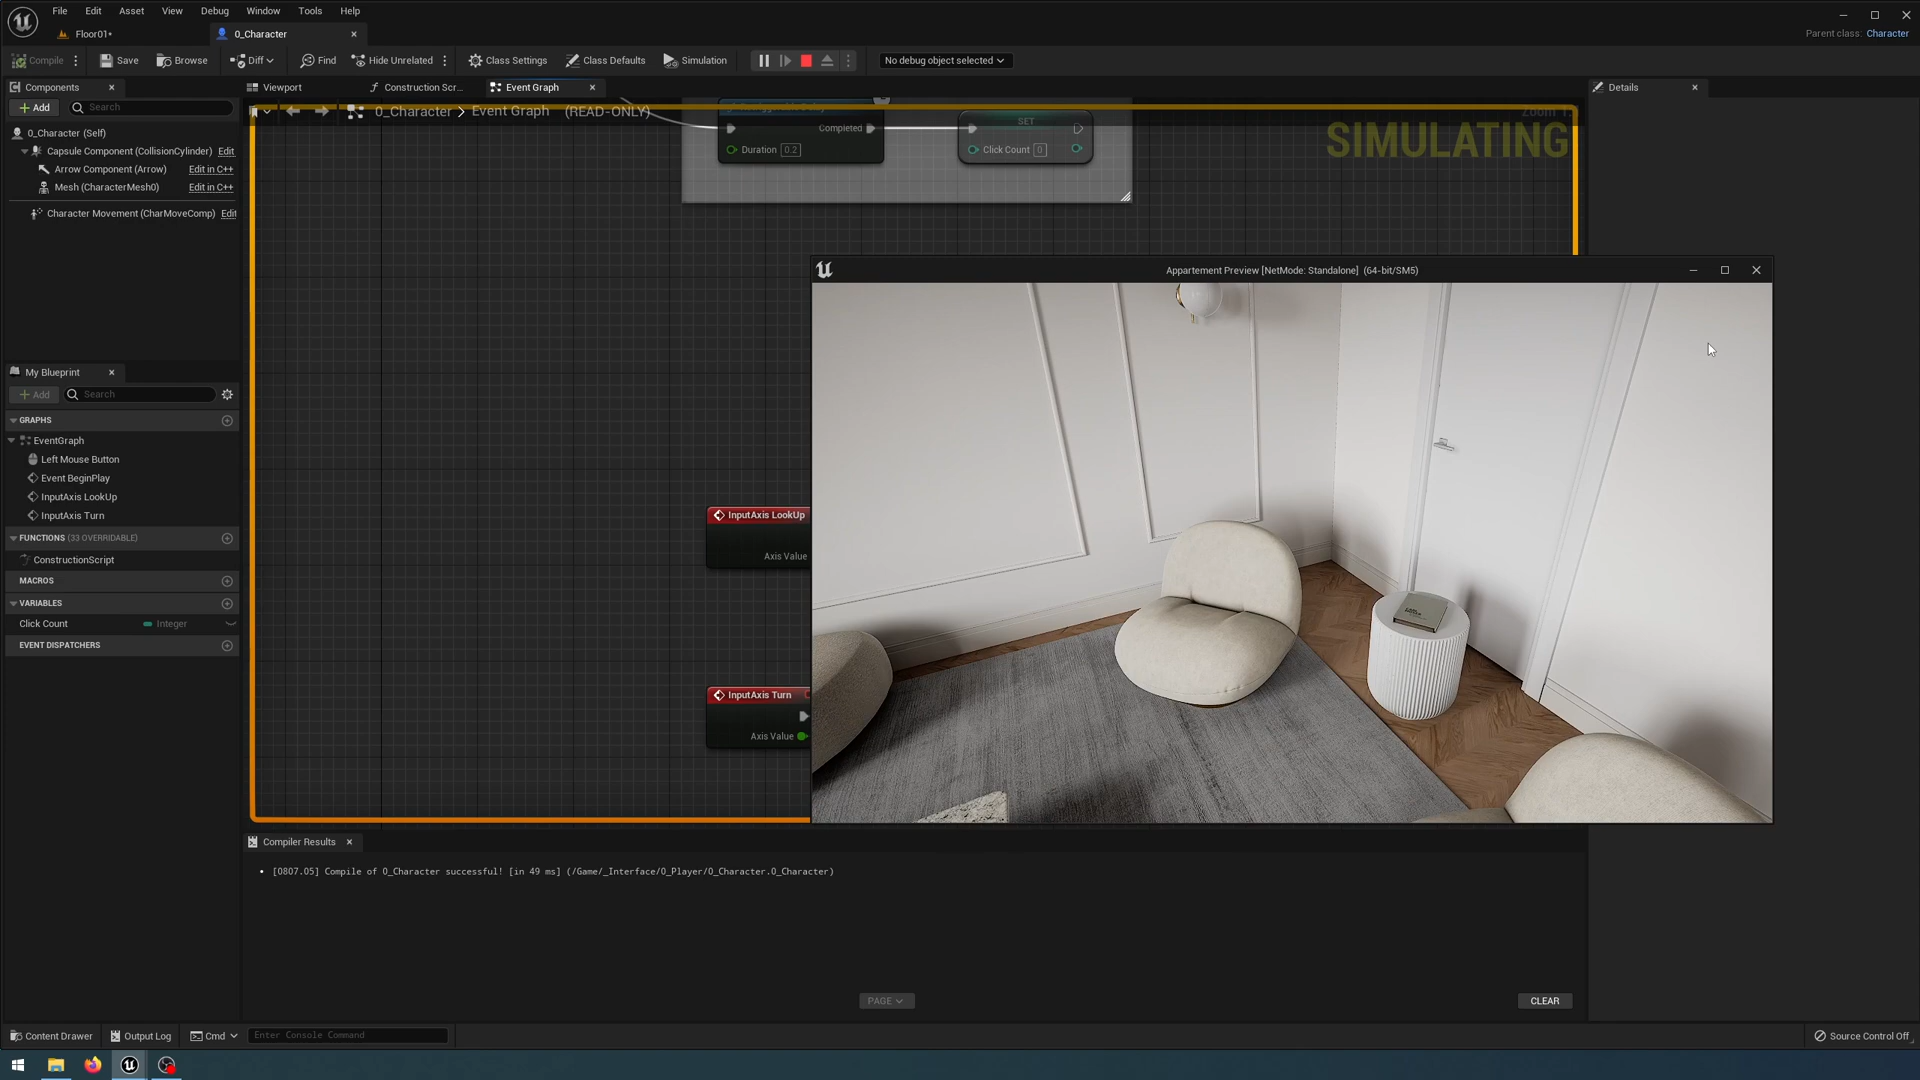 File Edit Asset View Debug Window Tools Help
Floor01•
0_Character
Parent class: Character
Compile Save Browse Diff Find Hide Unrelated Class Settings Class Defaults Simulation No debug object selected
Components
Add Search
0_Character (Self)
Capsule Component (CollisionCylinder) Edit
Arrow Component (Arrow) Edit in C++
Mesh (CharacterMesh0) Edit in C++
Character Movement (CharMoveComp) Edit
Viewport
Construction Scr...
Event Graph
0_Character > Event Graph (READ-ONLY)
SIMULATING
Completed
Duration 0.2
SET
Click Count 0
InputAxis LookUp
Axis Value
InputAxis Turn
Axis Value
Appartement Preview [NetMode: Standalone] (64-bit/SM5)
Details
My Blueprint
Add Search
GRAPHS
EventGraph
Left Mouse Button
Event BeginPlay
InputAxis LookUp
InputAxis Turn
FUNCTIONS (33 OVERRIDABLE)
ConstructionScript
MACROS
VARIABLES
Click Count Integer
EVENT DISPATCHERS
Compiler Results
• [0807.05] Compile of 0_Character successful! [in 49 ms] (/Game/_Interface/0_Player/0_Character.0_Character)
PAGE
CLEAR
Content Drawer Output Log Cmd Enter Console Command
Source Control Off